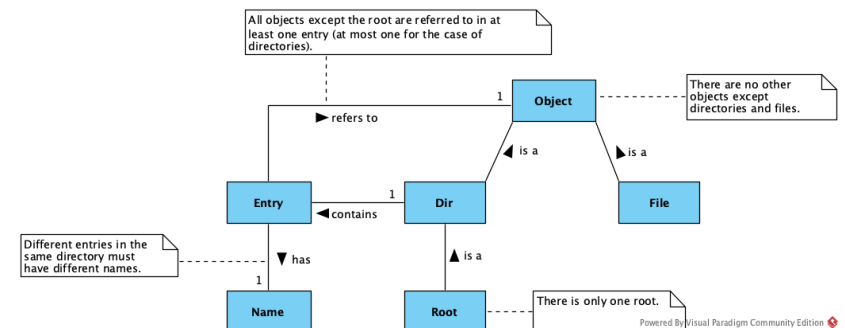 All objects except the root are referred to in at
least one entry (at most one for the case of
directories).
There are no other
objects except
directories and files.
1
Object
refers to
is a
is a
1
Entry
Dir
File
contains
Different entries in the
same directory must
have different names.
has
is a
1
Name
Root
There is only one root.
Powered By Visual Paradigm Community Edition